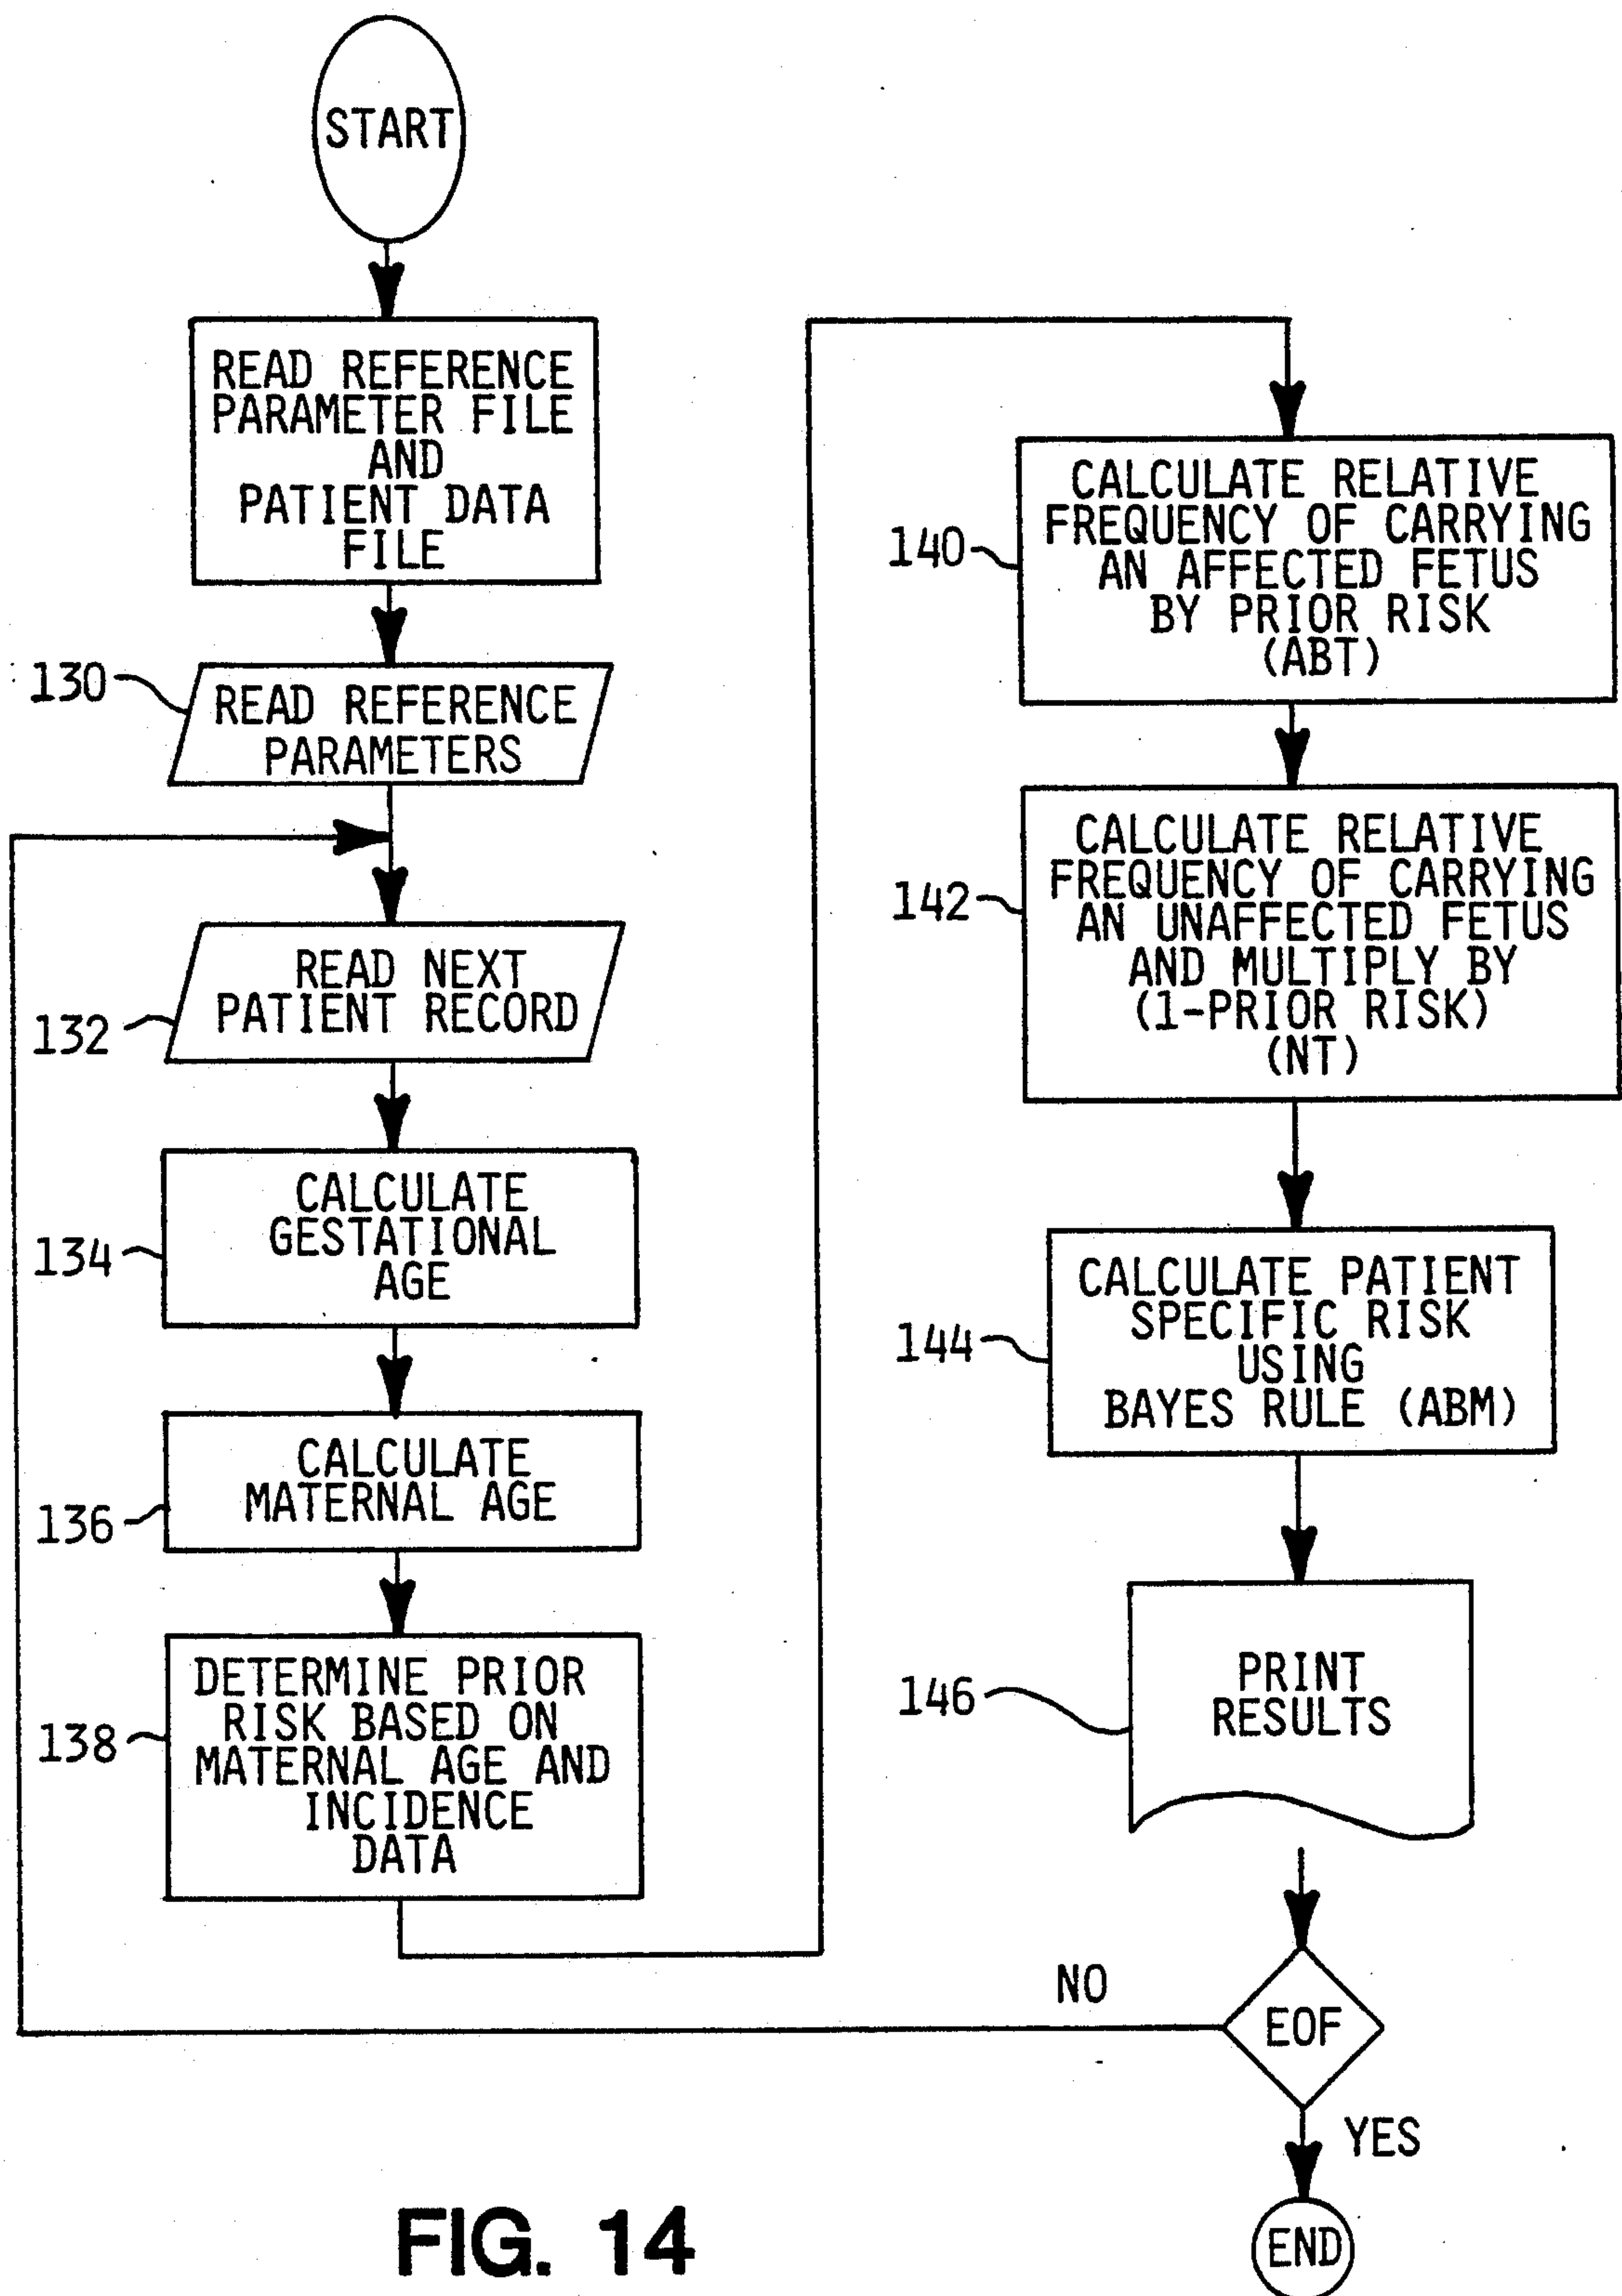 START
READ REFERENCE
PARAMETER FILE
AND
PATIENT DATA
FILE
130
READ REFERENCE
PARAMETERS
READ NEXT
PATIENT RECORD
132
CALCULATE
GESTATIONAL
AGE
134
CALCULATE
MATERNAL AGE
136
DETERMINE PRIOR
RISK BASED ON
MATERNAL AGE AND
INCIDENCE
DATA
138
CALCULATE RELATIVE
FREQUENCY OF CARRYING
AN AFFECTED FETUS
BY PRIOR RISK
(ABT)
140
CALCULATE RELATIVE
FREQUENCY OF CARRYING
AN UNAFFECTED FETUS
AND MULTIPLY BY
(1-PRIOR RISK)
(NT)
142
CALCULATE PATIENT
SPECIFIC RISK
USING
BAYES RULE (ABM)
144
PRINT
RESULTS
146
NO
EOF
YES
END
FIG. 14